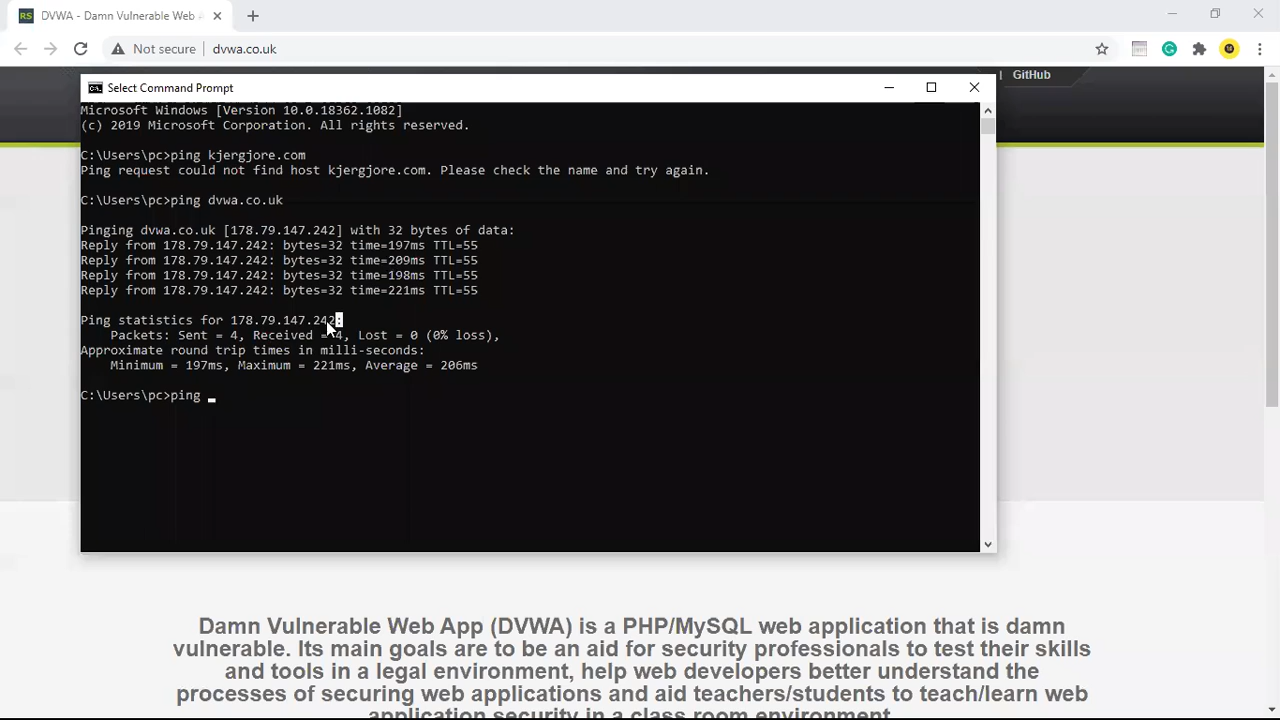 DVWA - Damn Vulnerable Web
Not secure
dvwa.co.uk
GitHub
Select Command Prompt
Microsoft Windows [Version 10.0.18362.1082]
(c) 2019 Microsoft Corporation. All rights reserved.
C:\Users\pc>ping kjergjore.com
Ping request could not find host kjergjore.com. Please check the name and try again.
C:\Users\pc>ping dvwa.co.uk
Pinging dvwa.co.uk [178.79.147.242] with 32 bytes of data:
Reply from 178.79.147.242: bytes=32 time=197ms TTL=55
Reply from 178.79.147.242: bytes=32 time=209ms TTL=55
Reply from 178.79.147.242: bytes=32 time=198ms TTL=55
Reply from 178.79.147.242: bytes=32 time=221ms TTL=55
Ping statistics for 178.79.147.242:
Packets: Sent = 4, Received = 4, Lost = 0 (0% loss),
Approximate round trip times in milli-seconds:
Minimum = 197ms, Maximum = 221ms, Average = 206ms
C:\Users\pc>ping _
Damn Vulnerable Web App (DVWA) is a PHP/MySQL web application that is damn
vulnerable. Its main goals are to be an aid for security professionals to test their skills
and tools in a legal environment, help web developers better understand the
processes of securing web applications and aid teachers/students to teach/learn web
application security in a class room environment.